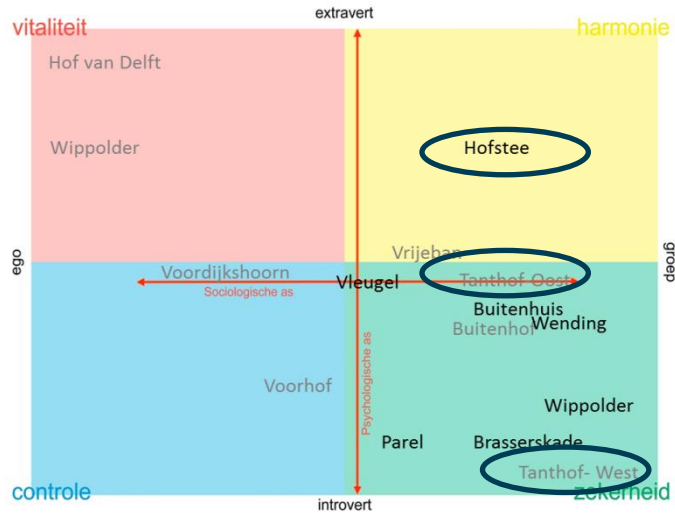 extravert
vitaliteit
harmonie
Hof van Delft
Wippolder
Hofstee
Vrijeban
ego
groep
Voordijkshoorn
Vleugel
Tanthof-Oost
Sociologische as
Buitenhuis
Buitenhof
Wending
Voorhof
Psychologische as
Wippolder
Parel
Brasserskade
Tanthof- West
controle
introvert
zekerheid